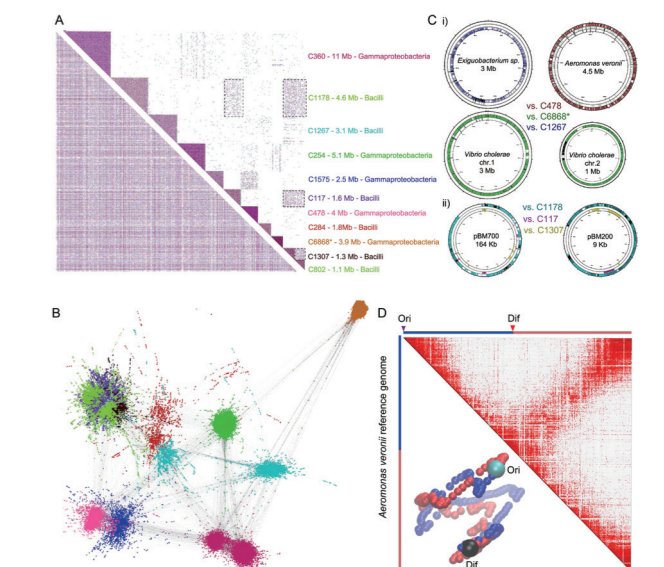 A
C360 - 11 Mb - Gammaproteobacteria
C1178 - 4.6 Mb - Bacilli
C1267 - 3.1 Mb - Bacilli
C254 - 5.1 Mb - Gammaproteobacteria
C1575 - 2.5 Mb - Gammaproteobacteria
C117 - 1.6 Mb - Bacilli
C478 - 4 Mb - Gammaproteobacteria
C284 - 1.8Mb - Bacilli
C6868* - 3.9 Mb - Gammaproteobacteria
C1307 - 1.3 Mb - Bacilli
C802 - 1.1 Mb - Bacilli
C i)
Exiguobacterium sp.
3 Mb
Aeromonas veronii
4.5 Mb
vs. C478
vs. C6868*
vs. C1267
Vibrio cholerae
chr.1
3 Mb
Vibrio cholerae
chr.2
1 Mb
ii)
vs. C1178
vs. C117
vs. C1307
pBM700
164 Kb
pBM200
9 Kb
B
D
Ori
Dif
Aeromonas veronii reference genome
Ori
Dif